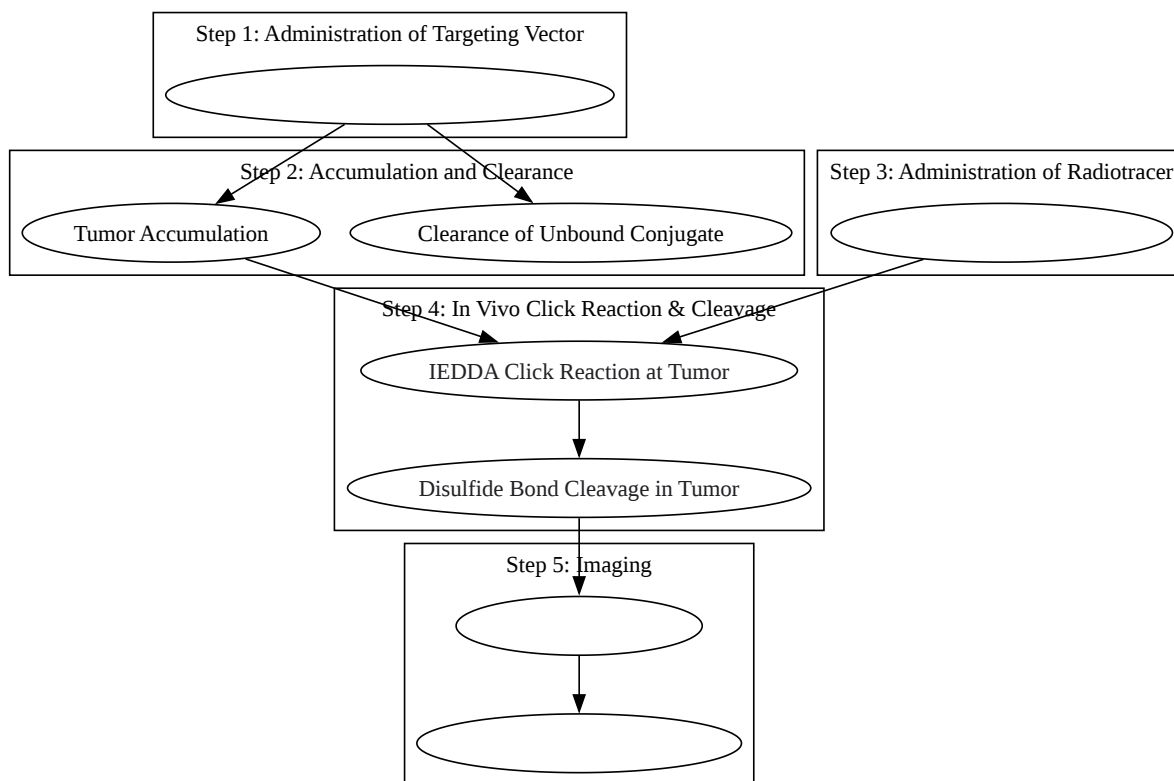 Step 1: Administration of Targeting Vector
Step 2: Accumulation and Clearance
Step 3: Administration of Radiotracer
Tumor Accumulation
Clearance of Unbound Conjugate
Step 4: In Vivo Click Reaction & Cleavage
IEDDA Click Reaction at Tumor
Disulfide Bond Cleavage in Tumor
Step 5: Imaging